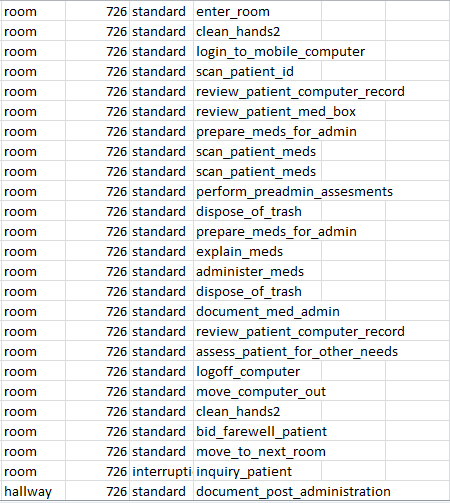 room 726 standard enter_room
room 726 standard clean_hands2
room 726 standard login_to_mobile_computer
room 726 standard scan_patient_id
room 726 standard review_patient_computer_record
room 726 standard review_patient_med_box
room 726 standard prepare_meds_for_admin
room 726 standard scan_patient_meds
room 726 standard scan_patient_meds
room 726 standard perform_preadmin_assesments
room 726 standard dispose_of_trash
room 726 standard prepare_meds_for_admin
room 726 standard explain_meds
room 726 standard administer_meds
room 726 standard dispose_of_trash
room 726 standard document_med_admin
room 726 standard review_patient_computer_record
room 726 standard assess_patient_for_other_needs
room 726 standard logoff_computer
room 726 standard move_computer_out
room 726 standard clean_hands2
room 726 standard bid_farewell_patient
room 726 standard move_to_next_room
room 726 interrupti inquiry_patient
hallway 726 standard document_post_administration